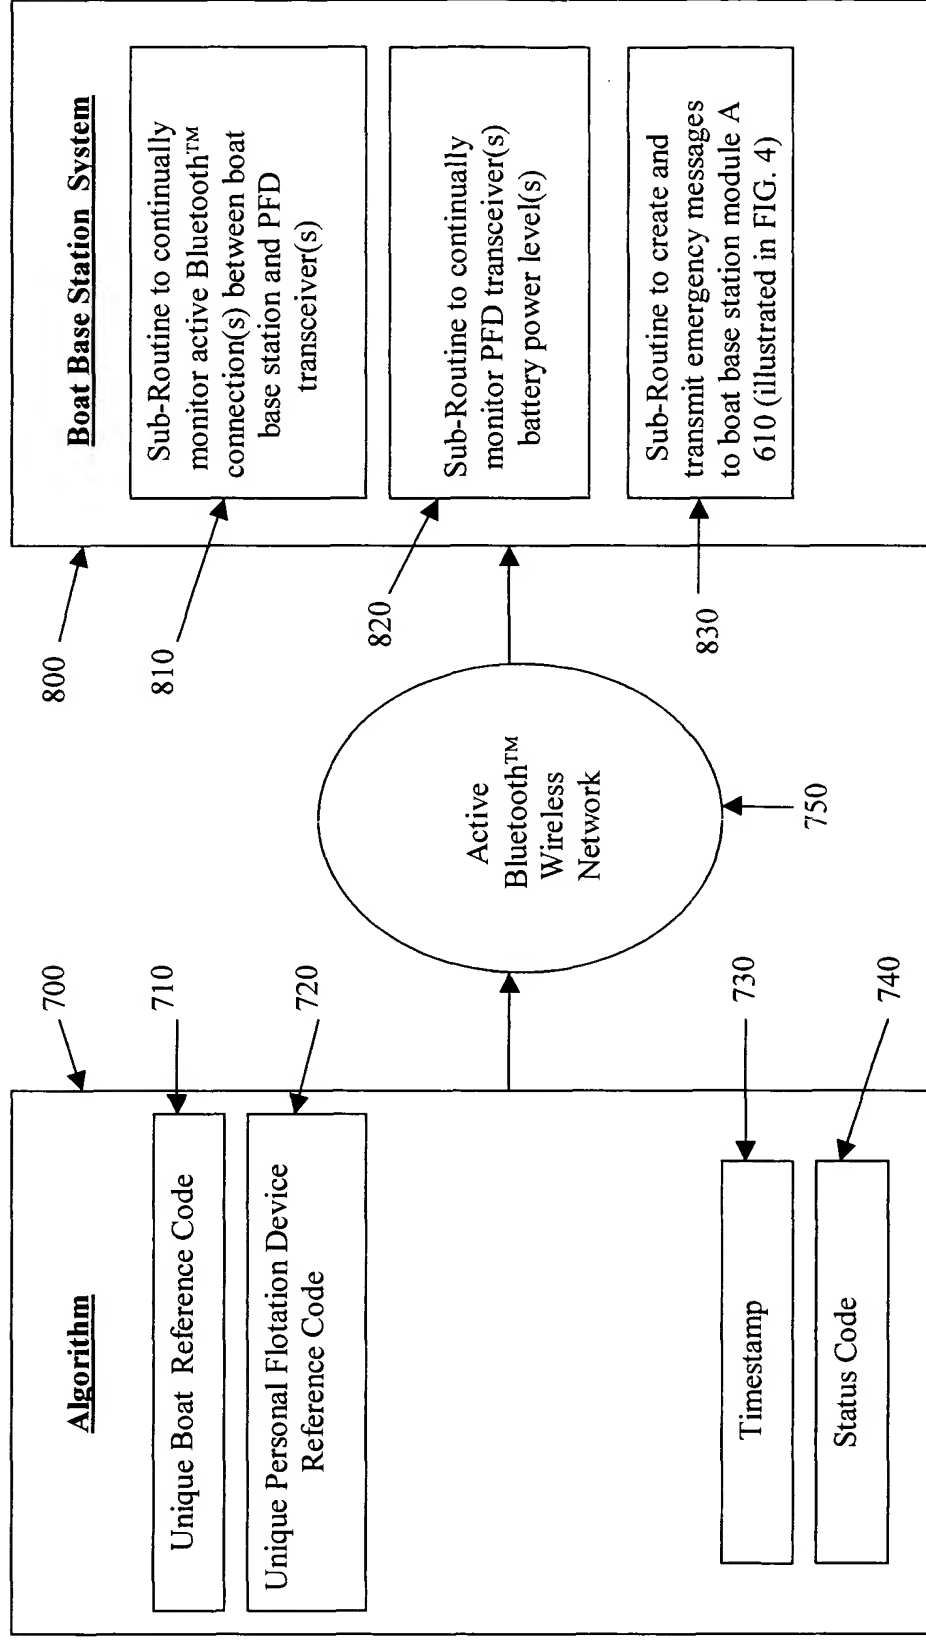 Algorithm
700
Unique Boat Reference Code
710
Unique Personal Flotation Device
Reference Code
720
Timestamp
730
Status Code
740
Active
Bluetooth™
Wireless
Network
750
Boat Base Station System
800
Sub-Routine to continually
monitor active Bluetooth™
connection(s) between boat
base station and PFD
transceiver(s)
810
Sub-Routine to continually
monitor PFD transceiver(s)
battery power level(s)
820
Sub-Routine to create and
transmit emergency messages
to boat base station module A
610 (illustrated in FIG. 4)
830